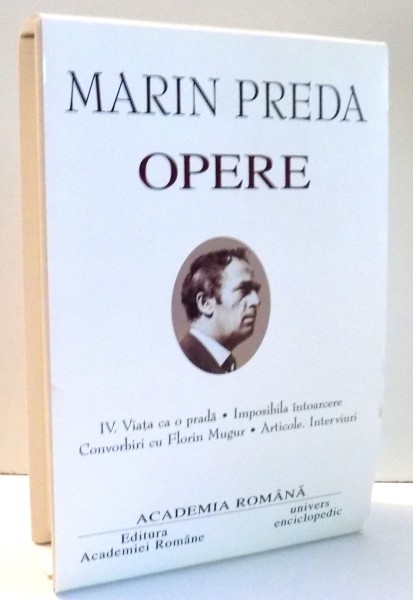 MARIN PREDA
OPERE
IV. Viața ca o pradă • Imposibila întoarcere
Convorbiri cu Florin Mugur • Articole. Interviuri
ACADEMIA ROMÂNĂ
Editura
Academiei Române
univers
enciclopedic